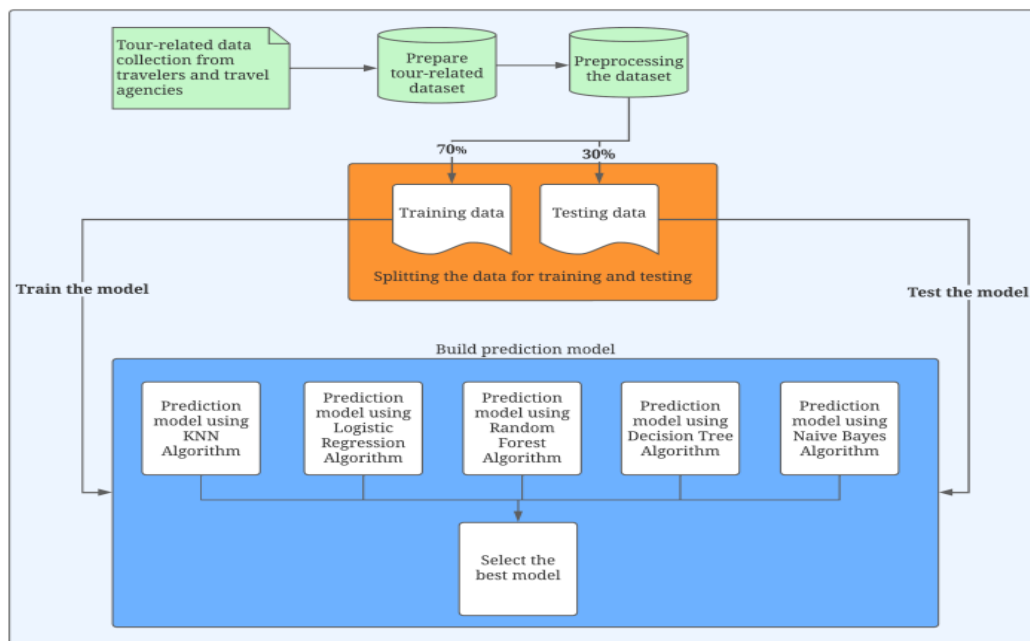 Tour-related data
collection from
travelers and travel
agencies
Prepare
tour-related
dataset
Preprocessing
the dataset
70%
30%
Training data
Testing data
Splitting the data for training and testing
Train the model
Test the model
Build prediction model
Prediction
model using
KNN
Algorithm
Prediction
model using
Logistic
Regression
Algorithm
Prediction
model using
Random
Forest
Algorithm
Prediction
model using
Decision Tree
Algorithm
Prediction
model using
Naive Bayes
Algorithm
Select the
best model